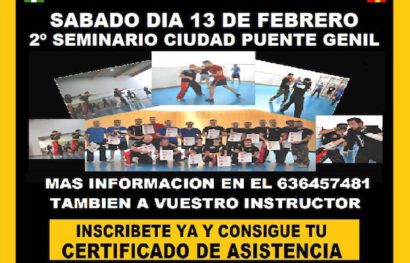 SABADO DIA 13 DE FEBRERO
2º SEMINARIO CIUDAD PUENTE GENIL
MAS INFORMACION EN EL 636457481
TAMBIEN A VUESTRO INSTRUCTOR
INSCRIBETE YA Y CONSIGUE TU
CERTIFICADO DE ASISTENCIA